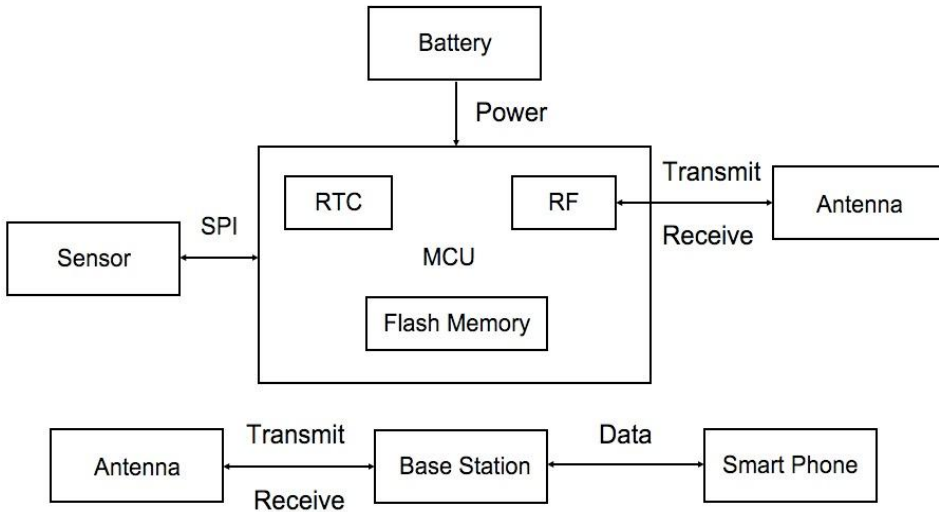 Battery
Power
RTC
RF
Transmit
Receive
Antenna
SPI
Sensor
MCU
Flash Memory
Transmit
Receive
Antenna
Base Station
Data
Smart Phone